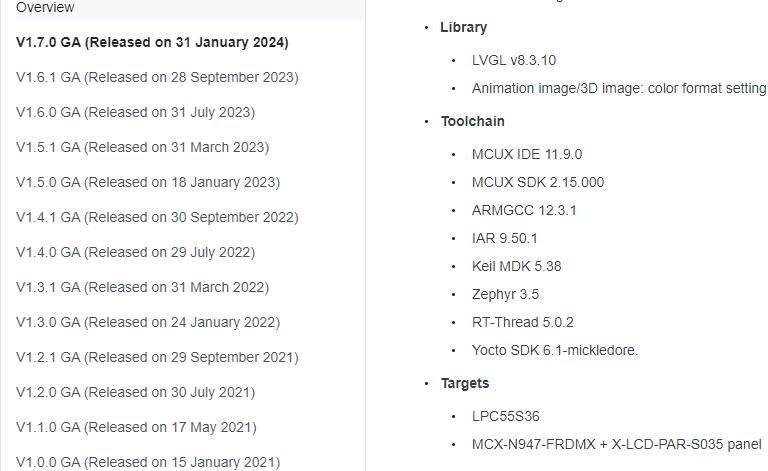 Overview
V1.7.0 GA (Released on 31 January 2024)
V1.6.1 GA (Released on 28 September 2023)
V1.6.0 GA (Released on 31 July 2023)
V1.5.1 GA (Released on 31 March 2023)
V1.5.0 GA (Released on 18 January 2023)
V1.4.1 GA (Released on 30 September 2022)
V1.4.0 GA (Released on 29 July 2022)
V1.3.1 GA (Released on 31 March 2022)
V1.3.0 GA (Released on 24 January 2022)
V1.2.1 GA (Released on 29 September 2021)
V1.2.0 GA (Released on 30 July 2021)
V1.1.0 GA (Released on 17 May 2021)
V1.0.0 GA (Released on 15 January 2021)
• Library
• LVGL v8.3.10
• Animation image/3D image: color format setting
• Toolchain
• MCUX IDE 11.9.0
• MCUX SDK 2.15.000
• ARMGCC 12.3.1
• IAR 9.50.1
• Keil MDK 5.38
• Zephyr 3.5
• RT-Thread 5.0.2
• Yocto SDK 6.1-mickledore.
• Targets
• LPC55S36
• MCX-N947-FRDMX + X-LCD-PAR-S035 panel